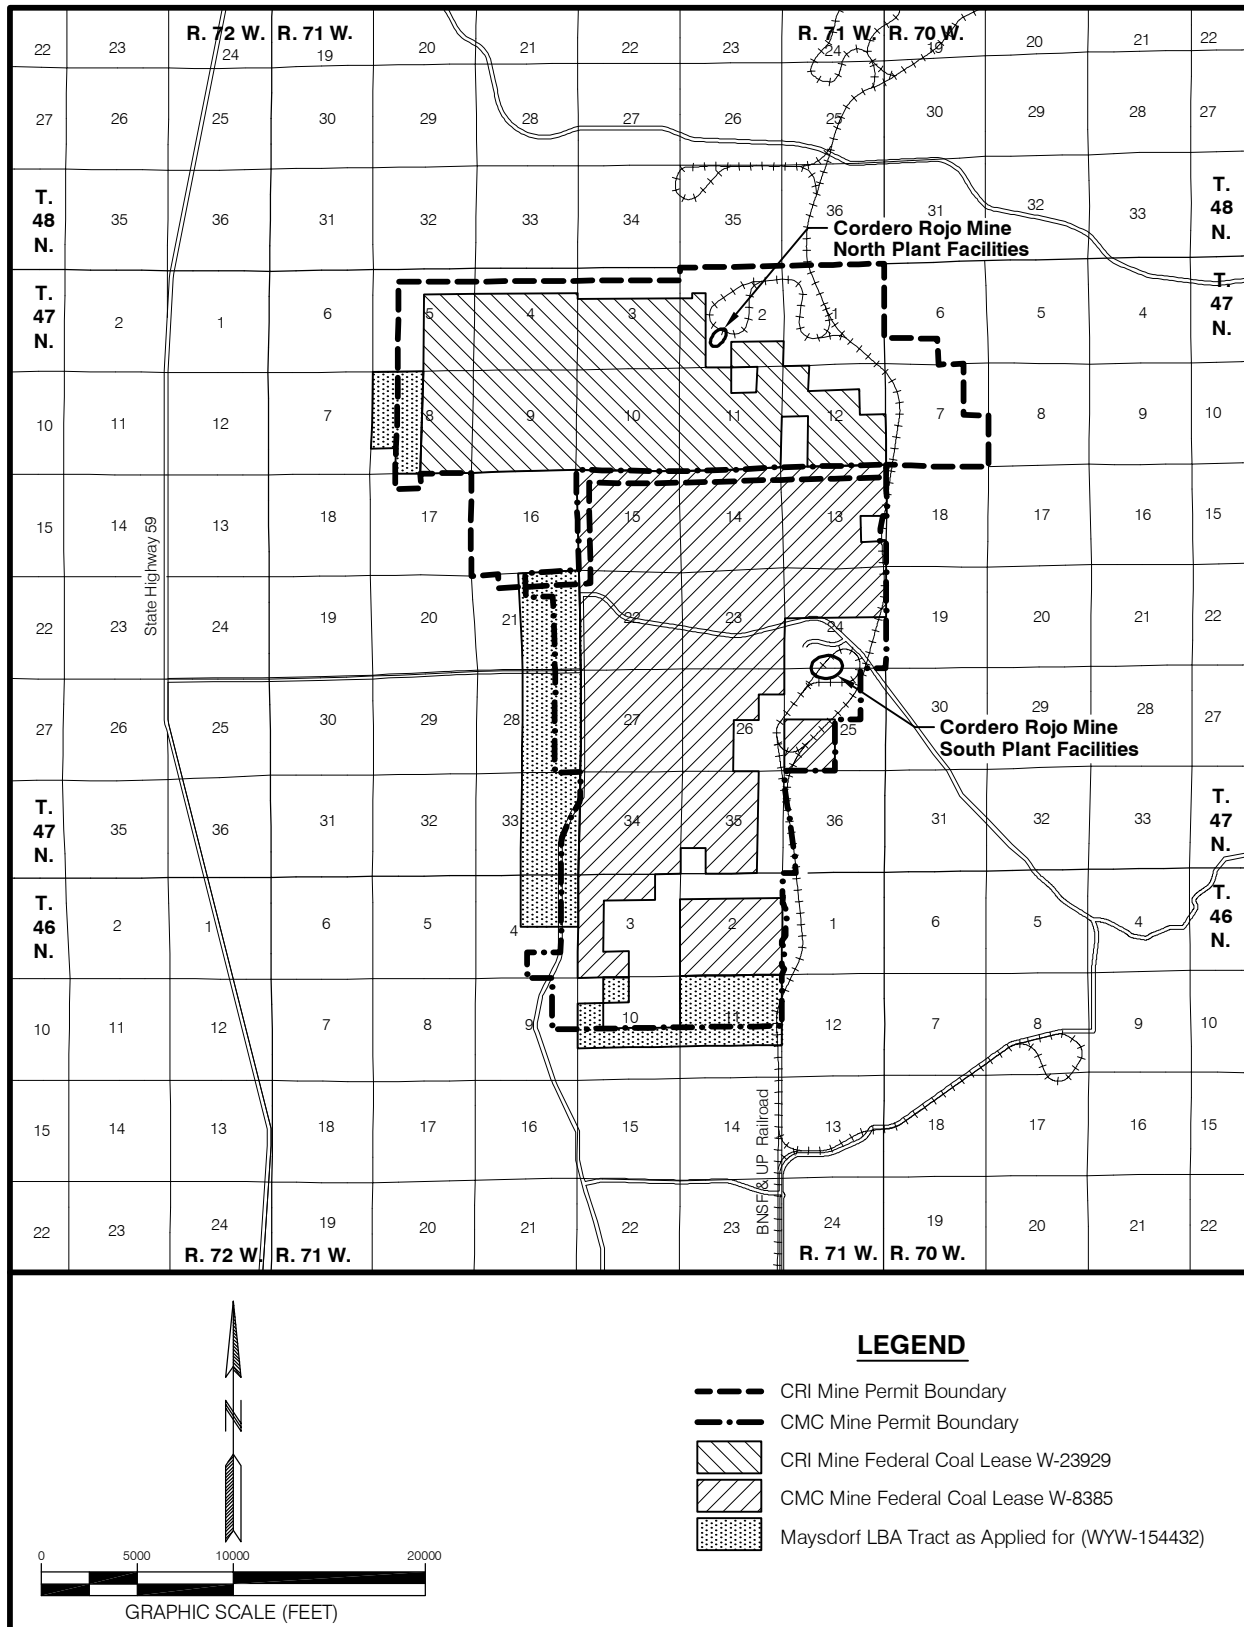 R. 72 W. R. 71 W. R. 71 W. R. 70 W.
22 23 24 19 20 21 22 23 24 19 20 21 22
27 26 25 30 29 28 27 26 25 30 29 28 27
T. 48 N. 35 36 31 32 33 34 35 36 31 32 33 T. 48 N.
Cordero Rojo Mine
North Plant Facilities
T. 47 N. 2 1 6 5 4 3 2 1 6 5 4 T. 47 N.
10 11 12 7 8 9 10 11 12 7 8 9 10
15 14 13 18 17 16 15 14 13 18 17 16 15
State Highway 59
22 23 24 19 20 21 22 23 24 19 20 21 22
27 26 25 30 29 28 27 26 25 30 29 28 27
Cordero Rojo Mine
South Plant Facilities
T. 47 N. 35 36 31 32 33 34 35 36 31 32 33 T. 47 N.
T. 46 N. 2 1 6 5 4 3 2 1 6 5 4 T. 46 N.
10 11 12 7 8 9 10 11 12 7 8 9 10
15 14 13 18 17 16 15 14 13 18 17 16 15
BNSF & UP Railroad
22 23 24 19 20 21 22 23 24 19 20 21 22
R. 72 W. R. 71 W. R. 71 W. R. 70 W.
N
0 5000 10000 20000
GRAPHIC SCALE (FEET)
LEGEND
CRI Mine Permit Boundary
CMC Mine Permit Boundary
CRI Mine Federal Coal Lease W-23929
CMC Mine Federal Coal Lease W-8385
Maysdorf LBA Tract as Applied for (WYW-154432)